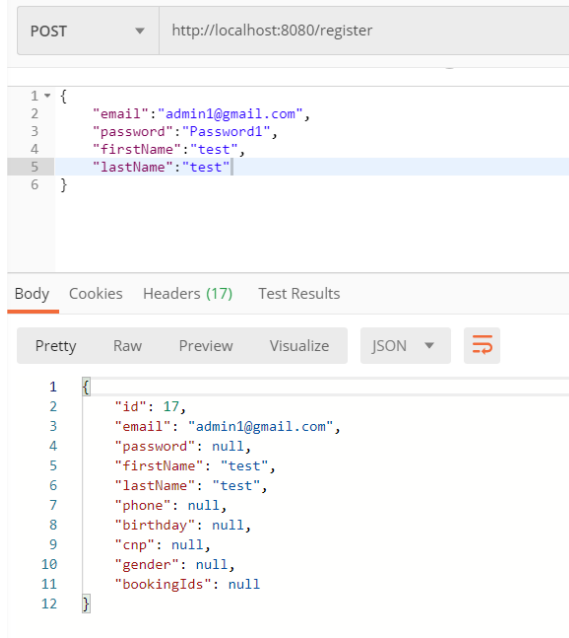 POST http://localhost:8080/register
1 {
2 "email":"admin1@gmail.com",
3 "password":"Password1",
4 "firstName":"test",
5 "lastName":"test"
6 }
Body Cookies Headers (17) Test Results
Pretty Raw Preview Visualize JSON
1 {
2 "id": 17,
3 "email": "admin1@gmail.com",
4 "password": null,
5 "firstName": "test",
6 "lastName": "test",
7 "phone": null,
8 "birthday": null,
9 "cnp": null,
10 "gender": null,
11 "bookingIds": null
12 }